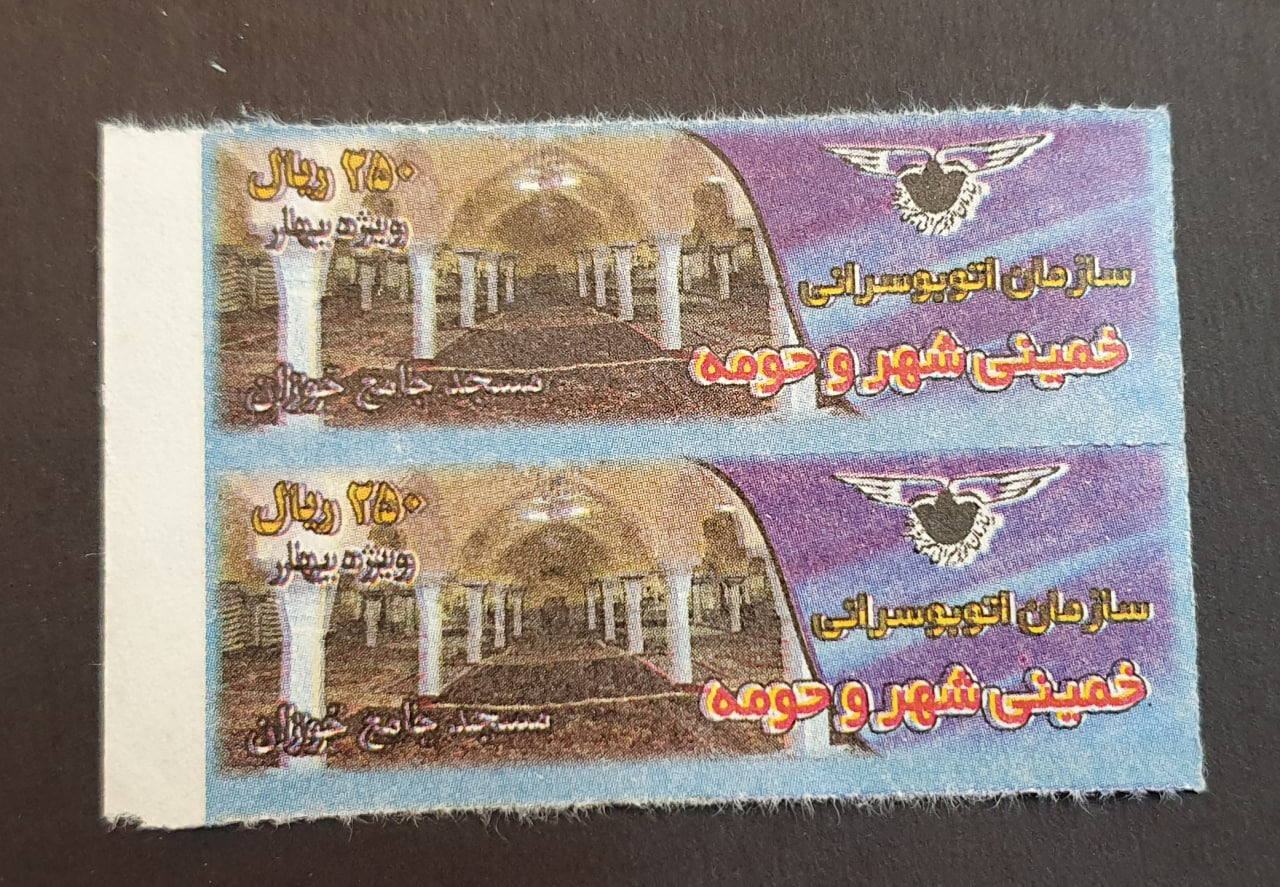 ۲۵۰ ریال
ویژه بهار
سازمان اتوبوسرانی
خمینی شهر و حومه
مسجد جامع خوزان
۲۵۰ ریال
ویژه بهار
سازمان اتوبوسرانی
خمینی شهر و حومه
مسجد جامع خوزان